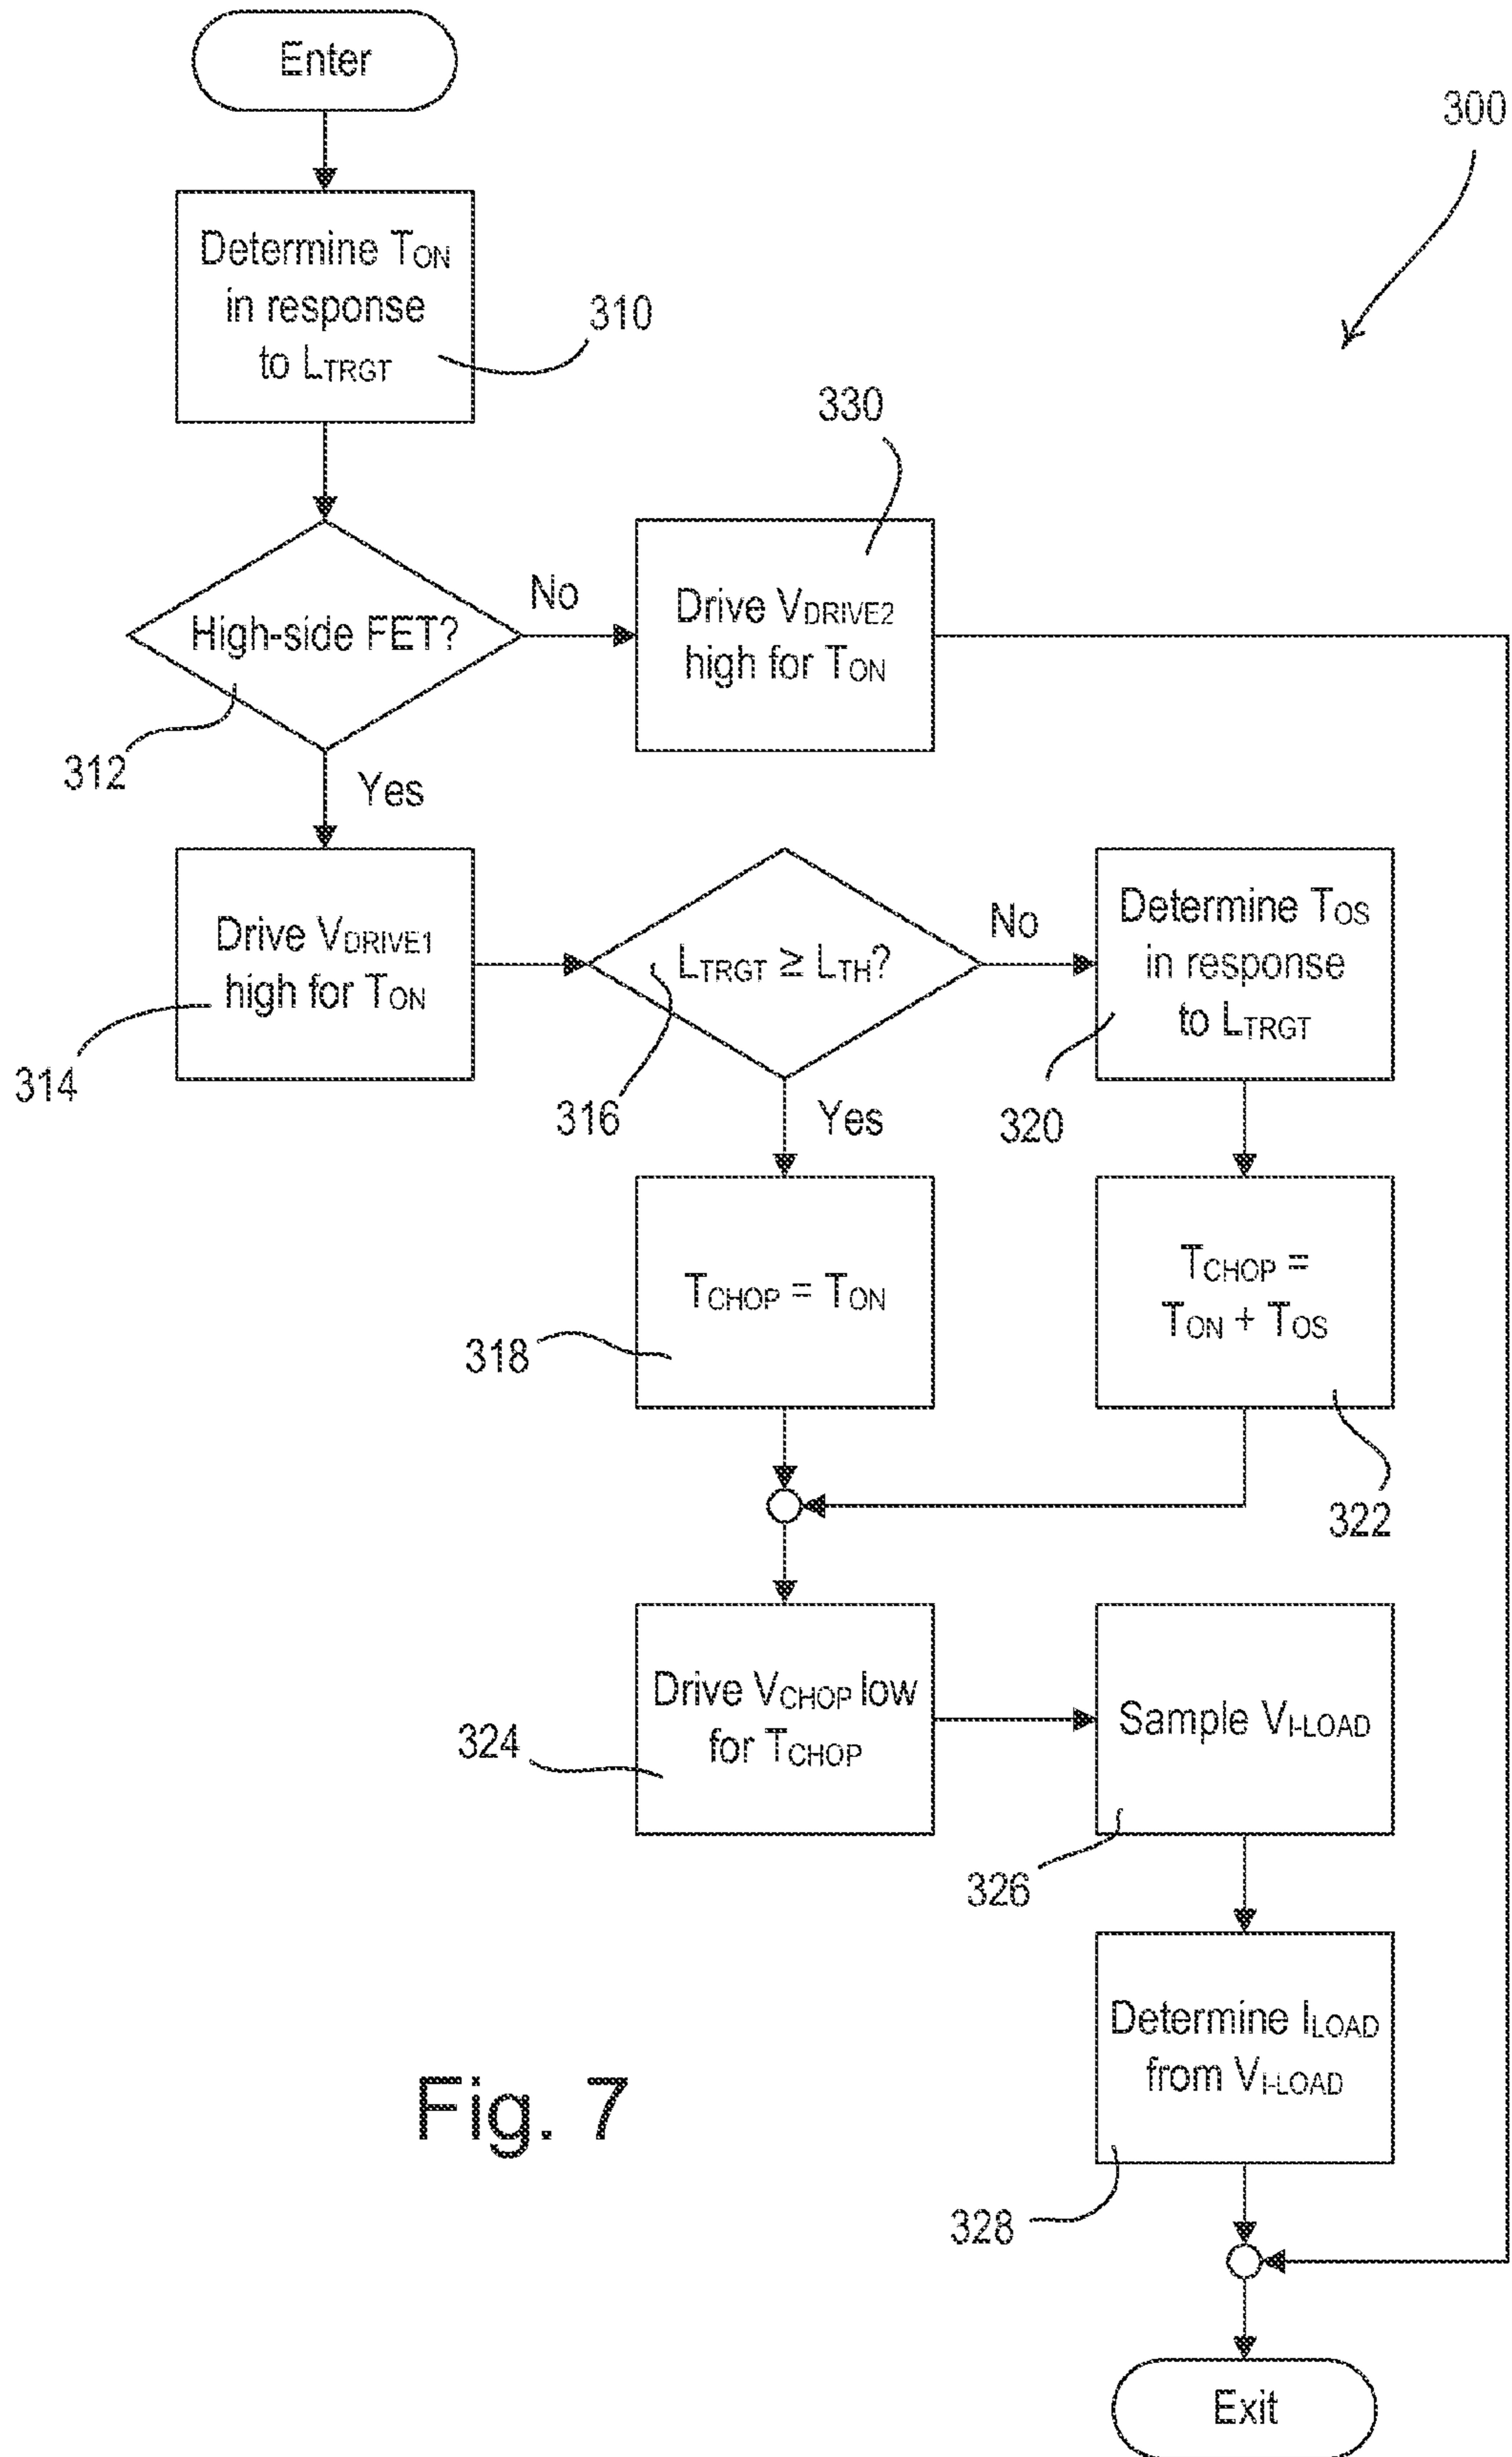 Enter
300
Determine TON
in response
to LTRGT
310
330
High-side FET?
No
Drive VDRIVE2
high for TON
312
Yes
Drive VDRIVE1
high for TON
314
LTRGT ≥ LTH?
316
No
Determine TOS
in response
to LTRGT
320
Yes
TCHOP = TON
318
TCHOP =
TON + TOS
322
Drive VCHOP low
for TCHOP
324
Sample VI-LOAD
326
Determine ILOAD
from VI-LOAD
328
Fig. 7
Exit